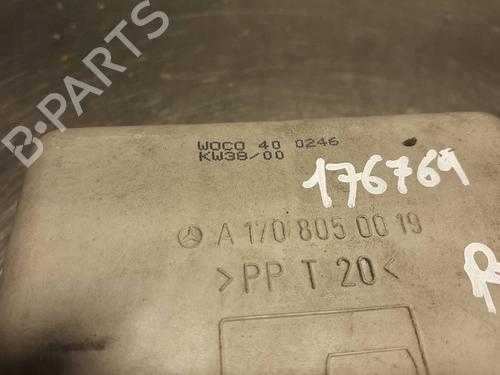 B-PARTS
WOCO 40 0246
KW38/00
176769
A 170 805 00 19
>PP T 20<
R